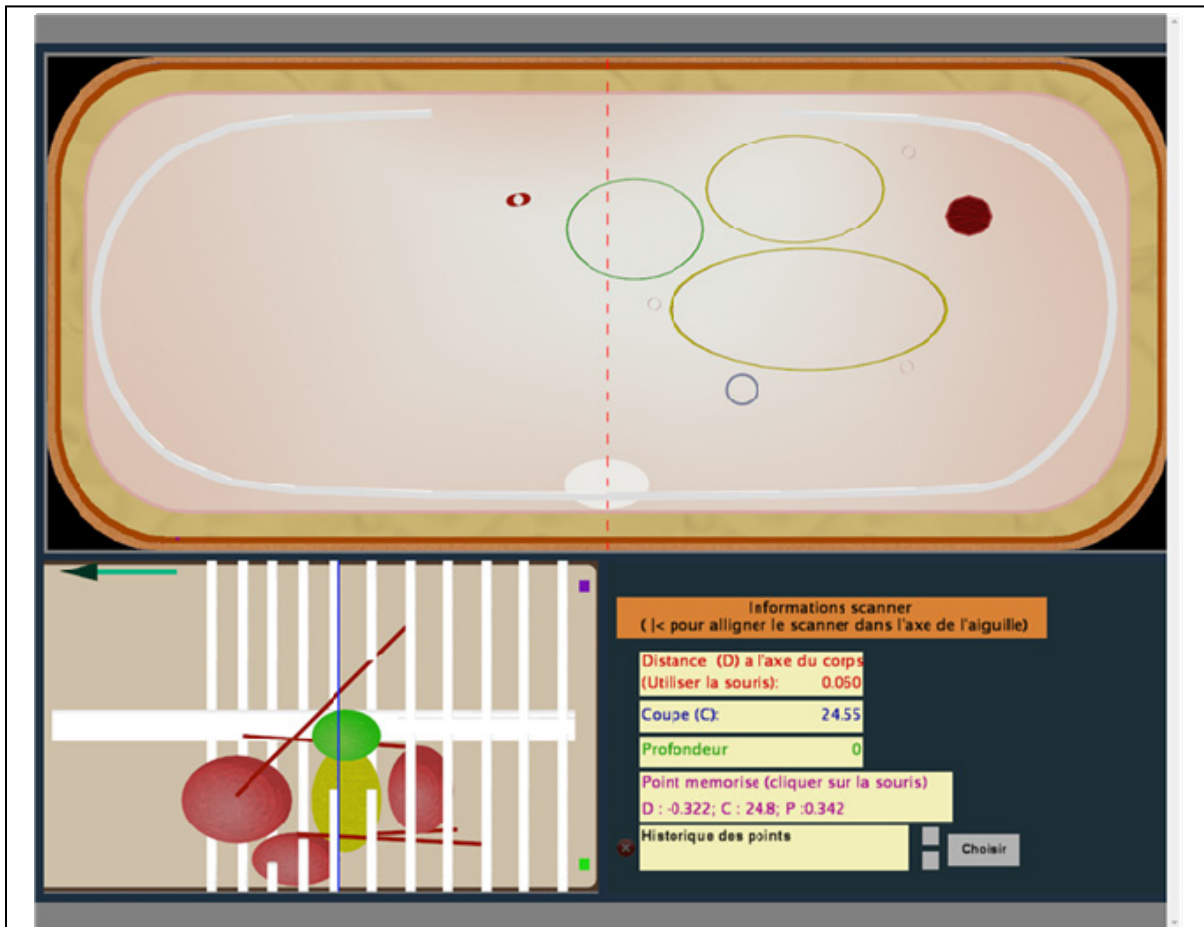 Informations scanner
( |< pour alligner le scanner dans l'axe de l'aiguille)
Distance (D) a l'axe du corps
(Utiliser la souris): 0.060
Coupe (C): 24.55
Profondeur 0
Point memorise (cliquer sur la souris)
D : -0.322; C : 24.8; P :0.342
Historique des points
Choisir